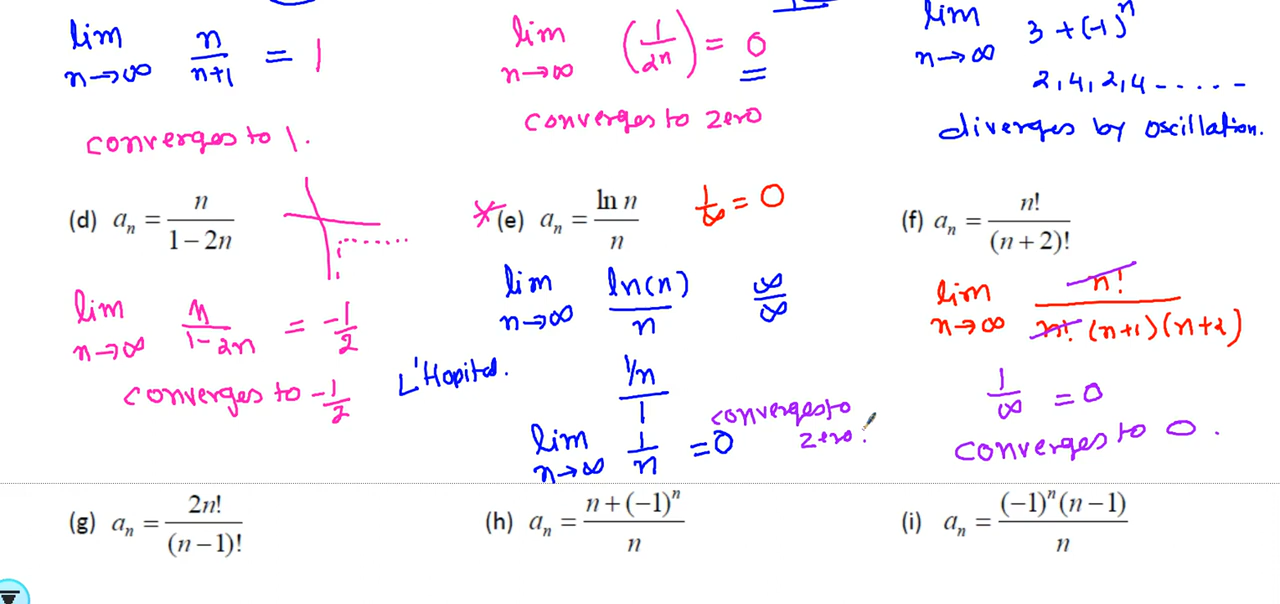 lim n→∞ n/(n+1) = 1
converges to 1.
lim n→∞ (1/2n) = 0
converges to zero
lim n→∞ 3 + (-1)^n
2, 4, 2, 4 ------
diverges by oscillation.
(d) a_n = n/(1 − 2n)
lim n→∞ n/(1 - 2n) = -1/2
converges to -1/2
*(e) a_n = ln n/n
1/∞ = 0
lim n→∞ ln(n)/n ∞/∞
L'Hopital.
(1/n)/1
lim n→∞ 1/n = 0
converges to
zero.
(f) a_n = n!/(n + 2)!
lim n→∞ n!/(n! (n+1)(n+2))
1/∞ = 0
converges to 0.
(g) a_n = 2n!/(n − 1)!
(h) a_n = (n + (−1)^n)/n
(i) a_n = ((−1)^n (n − 1))/n